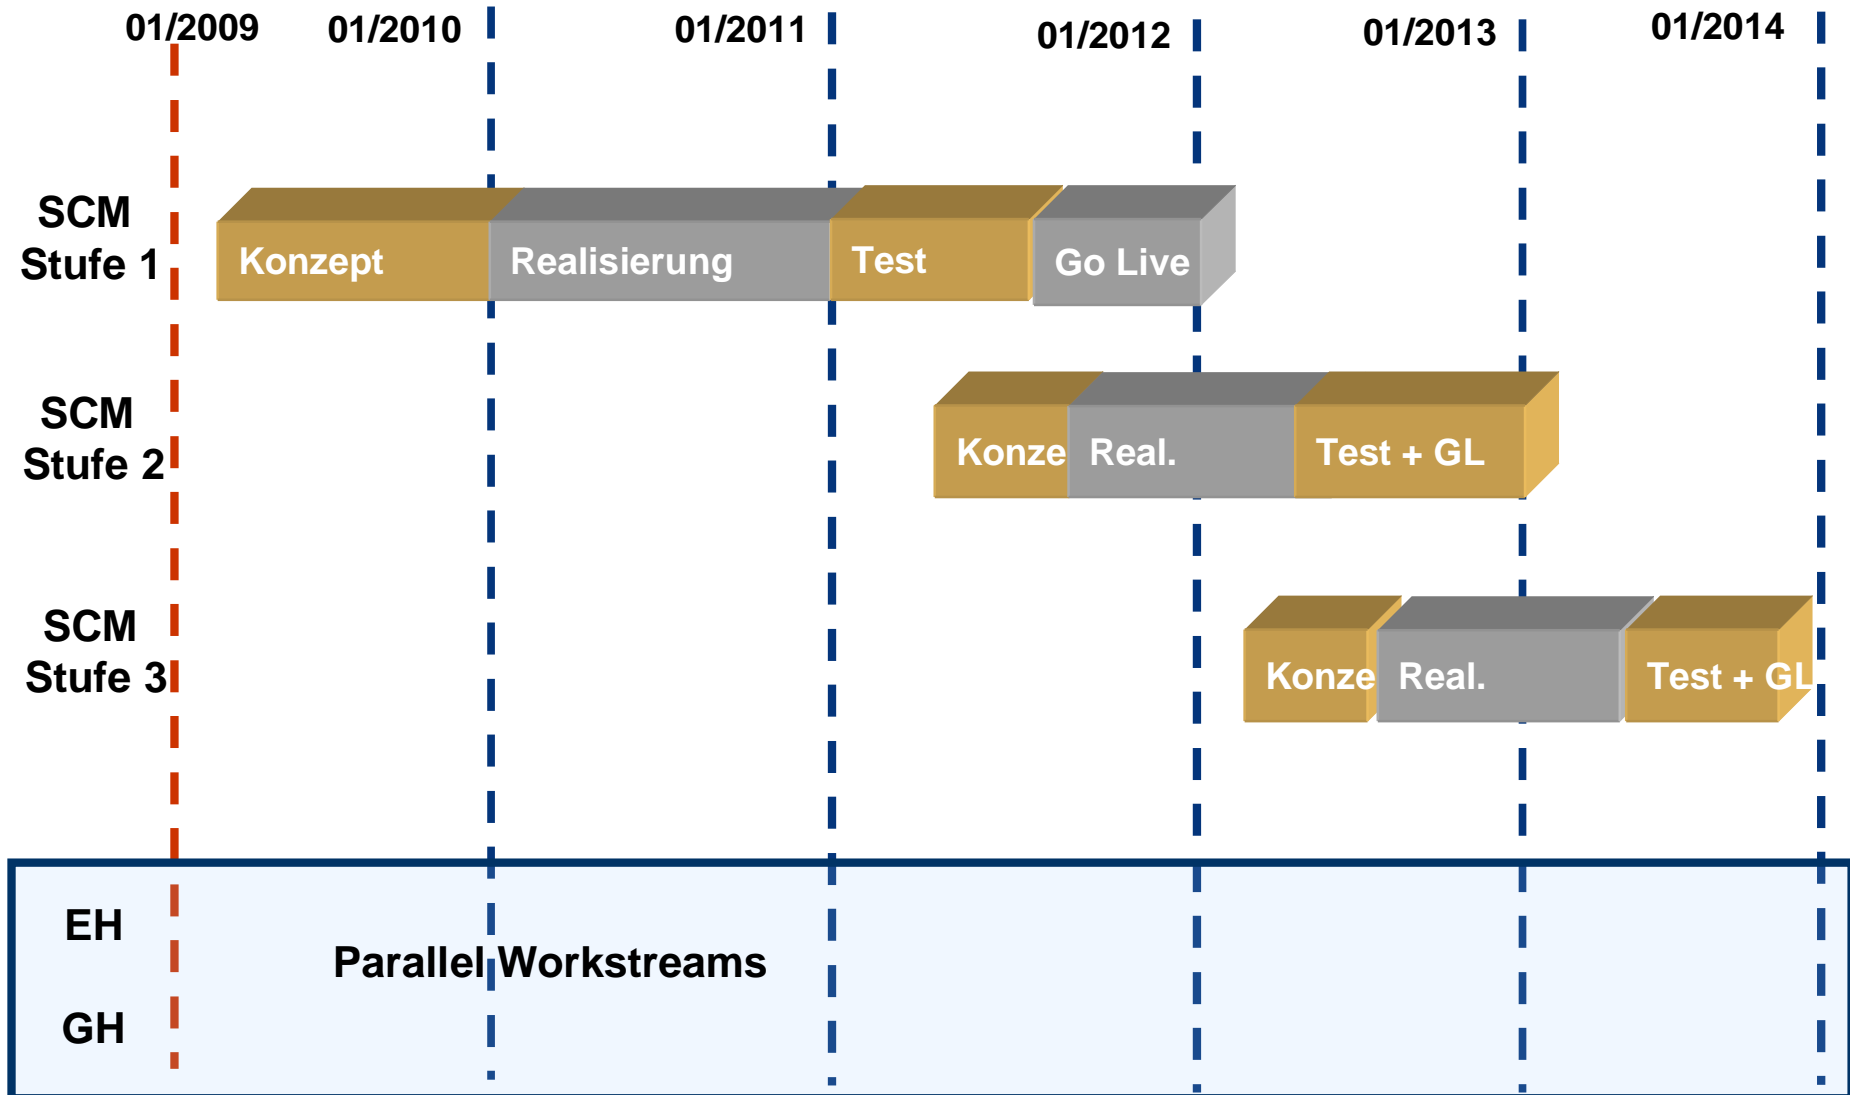 01/2009 01/2010 01/2011 01/2012 01/2013 01/2014
SCM
Stufe 1
Konzept Realisierung Test Go Live
SCM
Stufe 2
Konze Real. Test + GL
SCM
Stufe 3
Konze Real. Test + GL
EH
Parallel Workstreams
GH